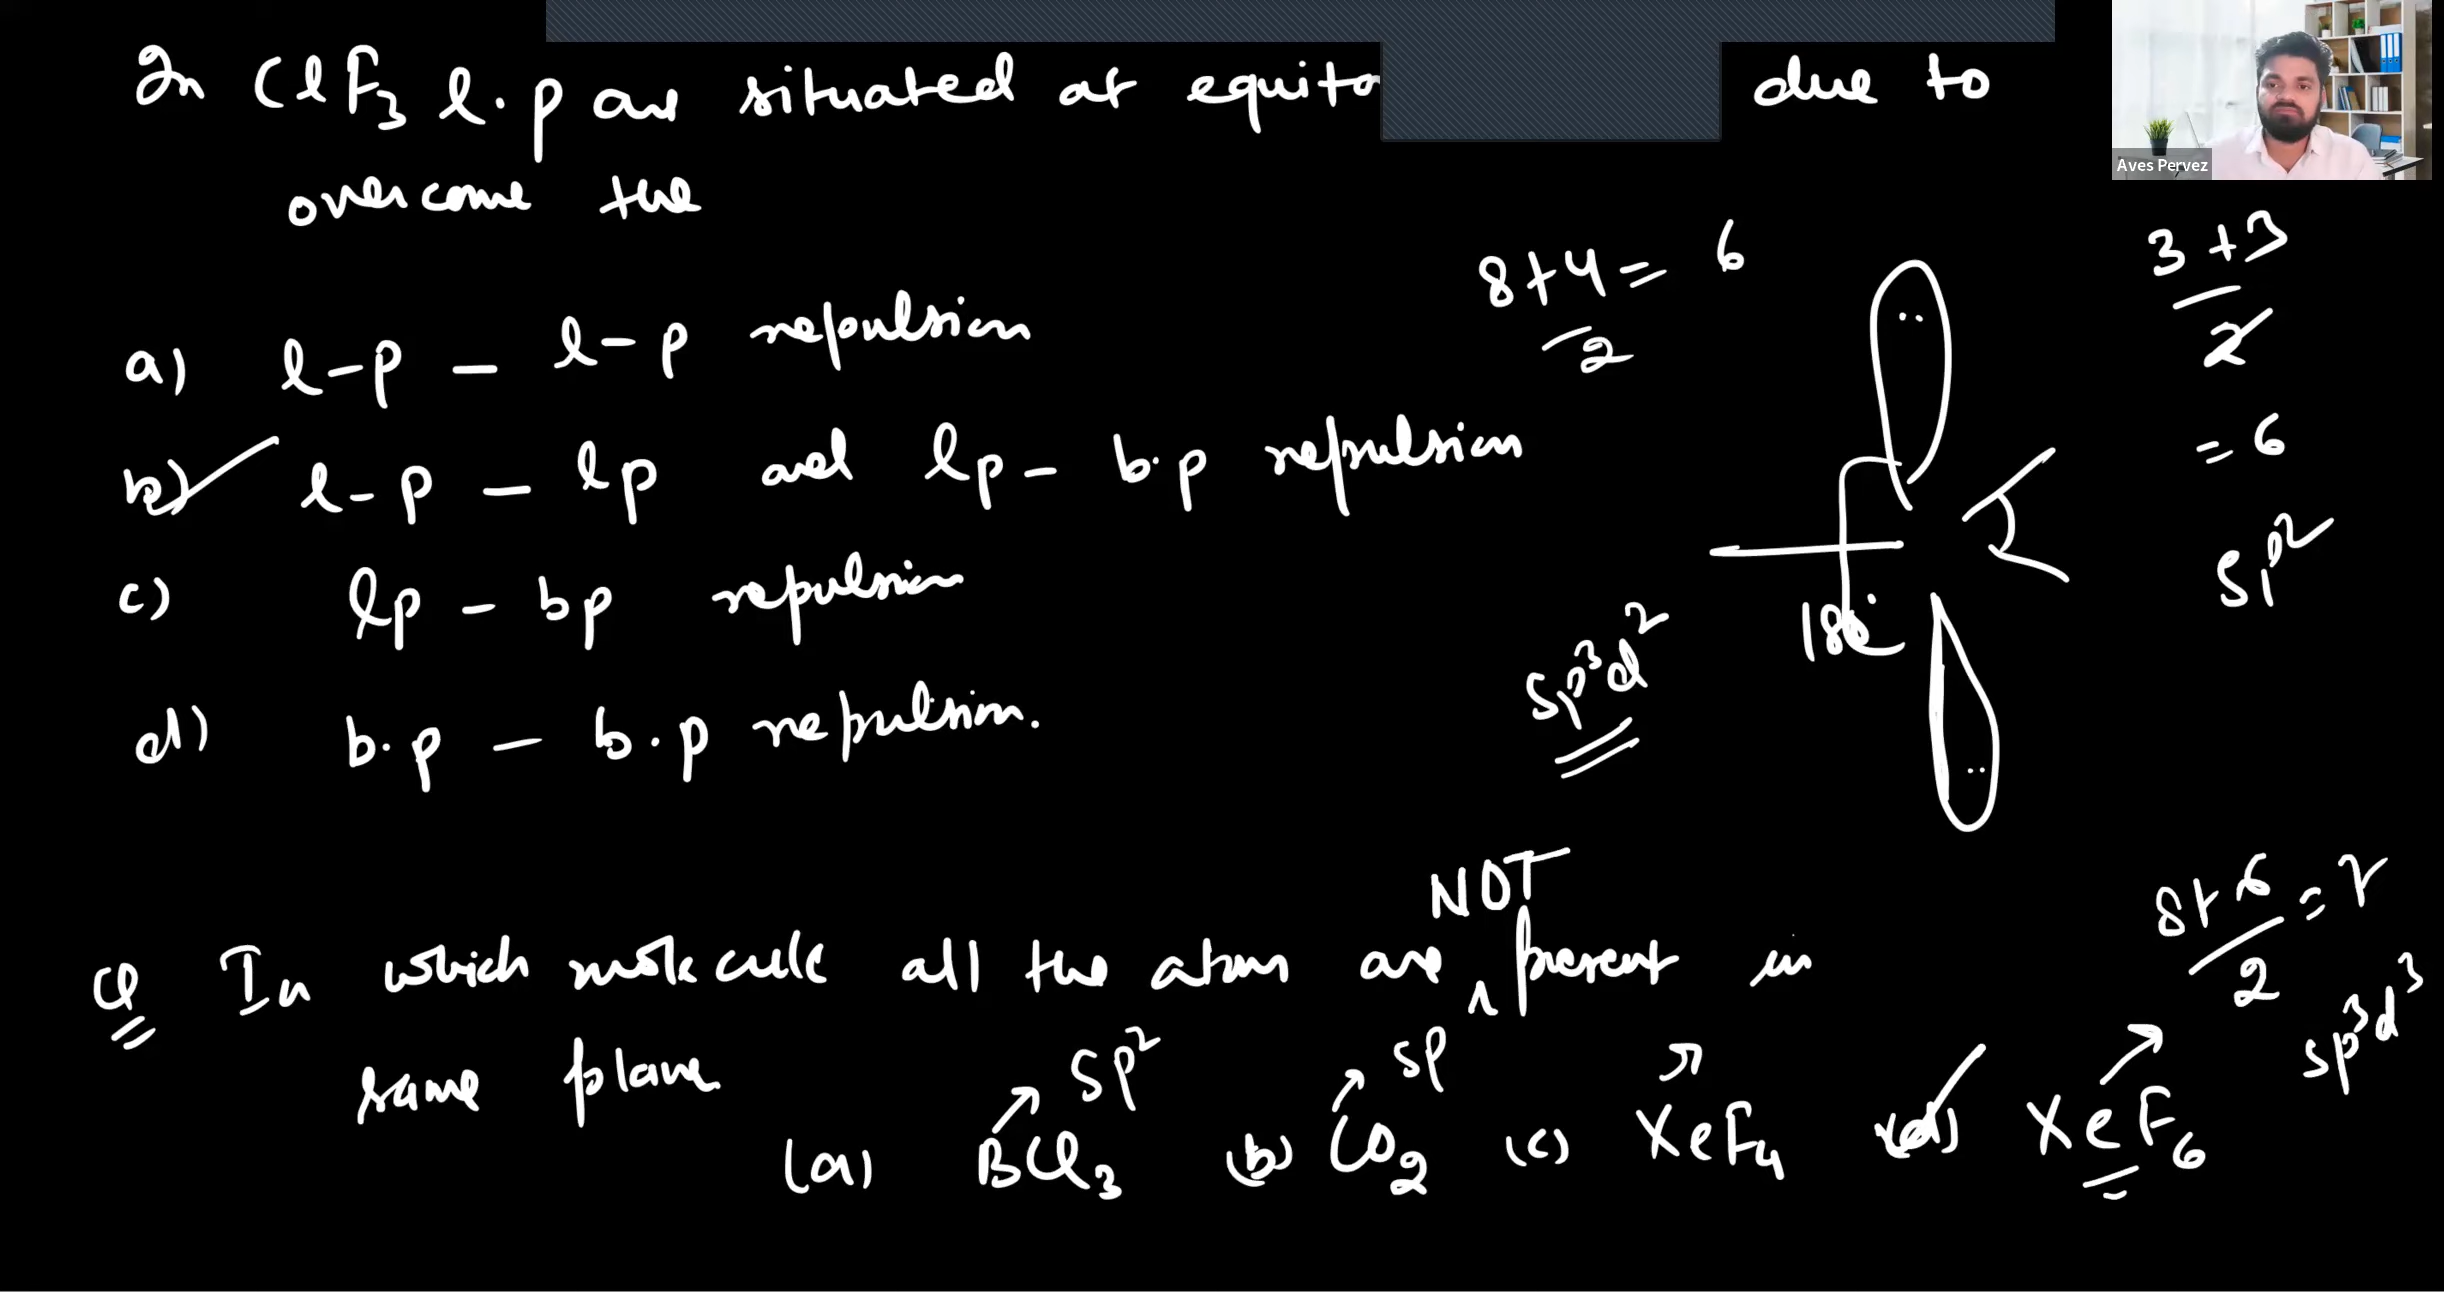 In ClF3 l.p are situated at equito due to
overcome the
a) l-p - l-p repoulsion
b) l-p - lp and lp - b.p repulsion
c) lp - bp repulsion
d) b.p - b.p repulsion.
8+4 = 6
2
sp3d2
180°
3+3
2
= 6
sp2
Q In which molecule all the atom are NOT present in
same plane
(a) BCl3 sp2 (b) CO2 sp (c) XeF4 (d) XeF6
8+6 = 7
2
sp3d3
Aves Pervez